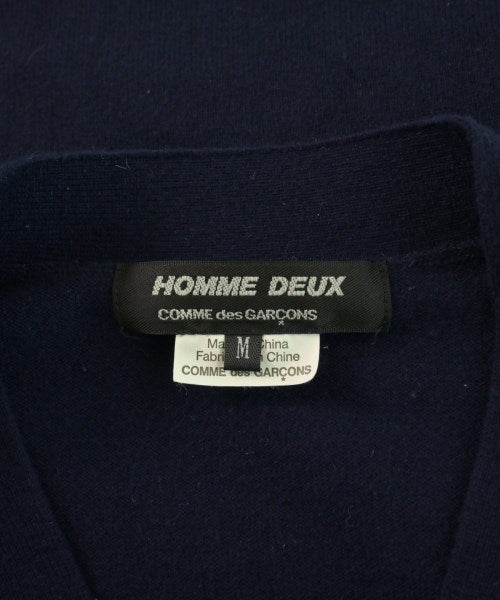 HOMME DEUX
COMME des GARÇONS
M
China
Chine
COMME des GARÇONS